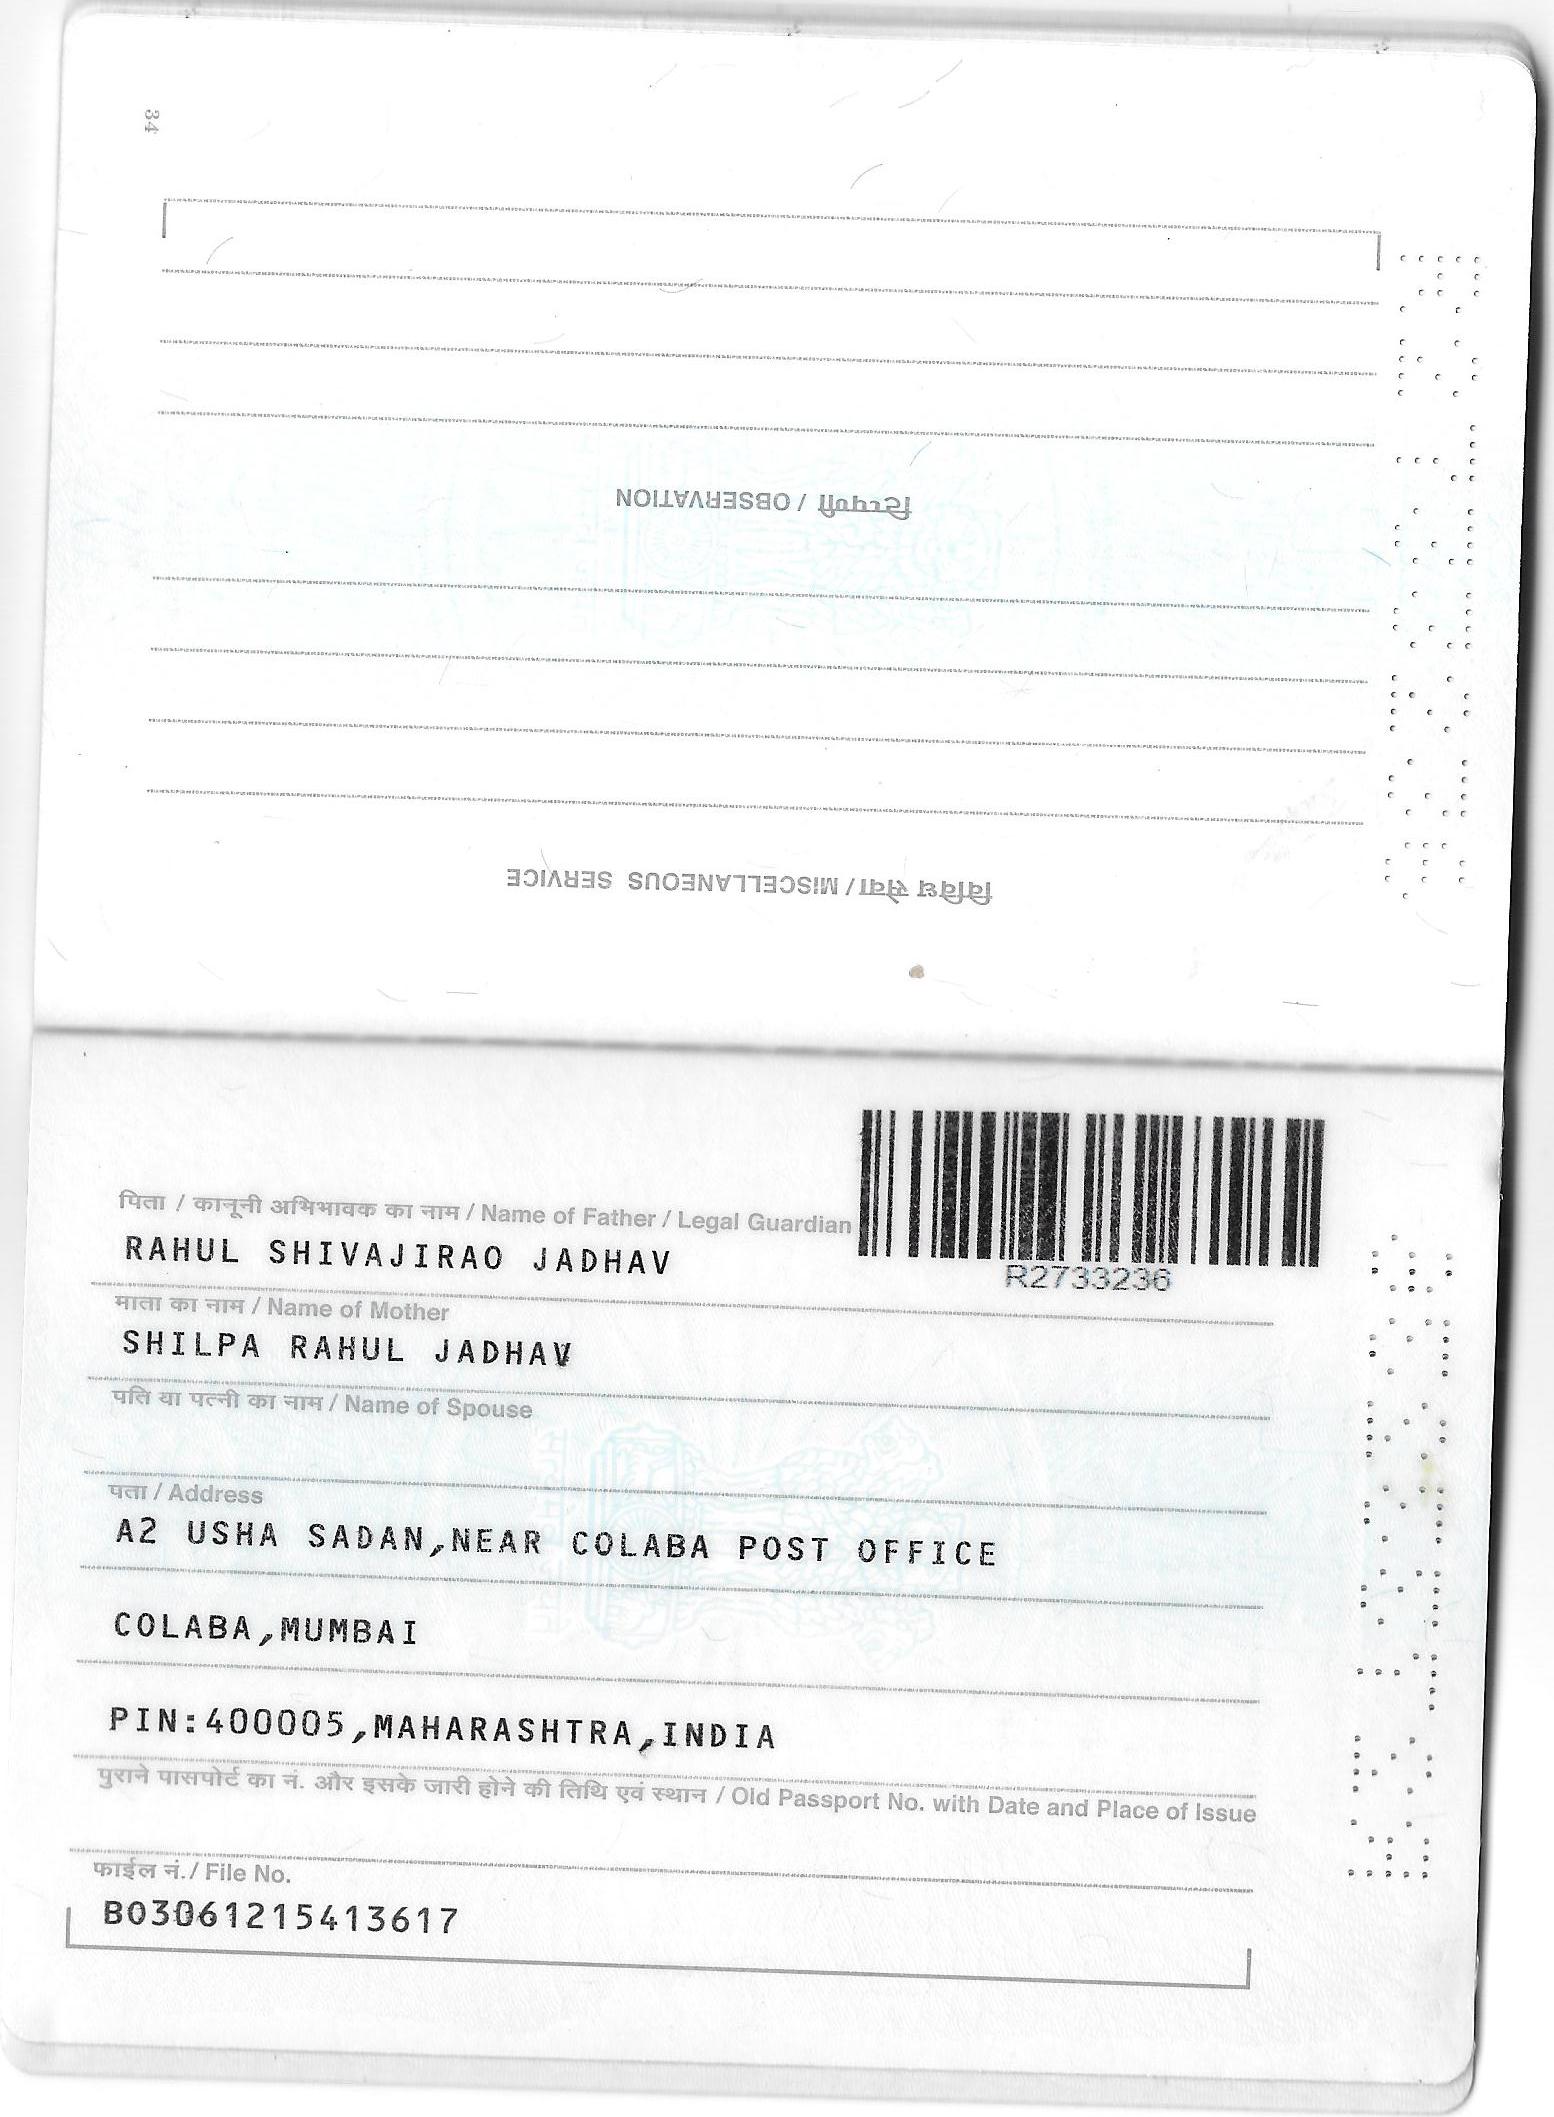 34
टिप्पणी / OBSERVATION
विविध सेवा / MISCELLANEOUS SERVICE
R2733236
पिता / कानूनी अभिभावक का नाम / Name of Father / Legal Guardian
RAHUL SHIVAJIRAO JADHAV
माता का नाम / Name of Mother
SHILPA RAHUL JADHAV
पति या पत्नी का नाम / Name of Spouse
पता / Address
A2 USHA SADAN,NEAR COLABA POST OFFICE
COLABA,MUMBAI
PIN:400005,MAHARASHTRA,INDIA
पुराने पासपोर्ट का नं. और इसके जारी होने की तिथि एवं स्थान / Old Passport No. with Date and Place of Issue
फाईल नं./ File No.
BO3061215413617